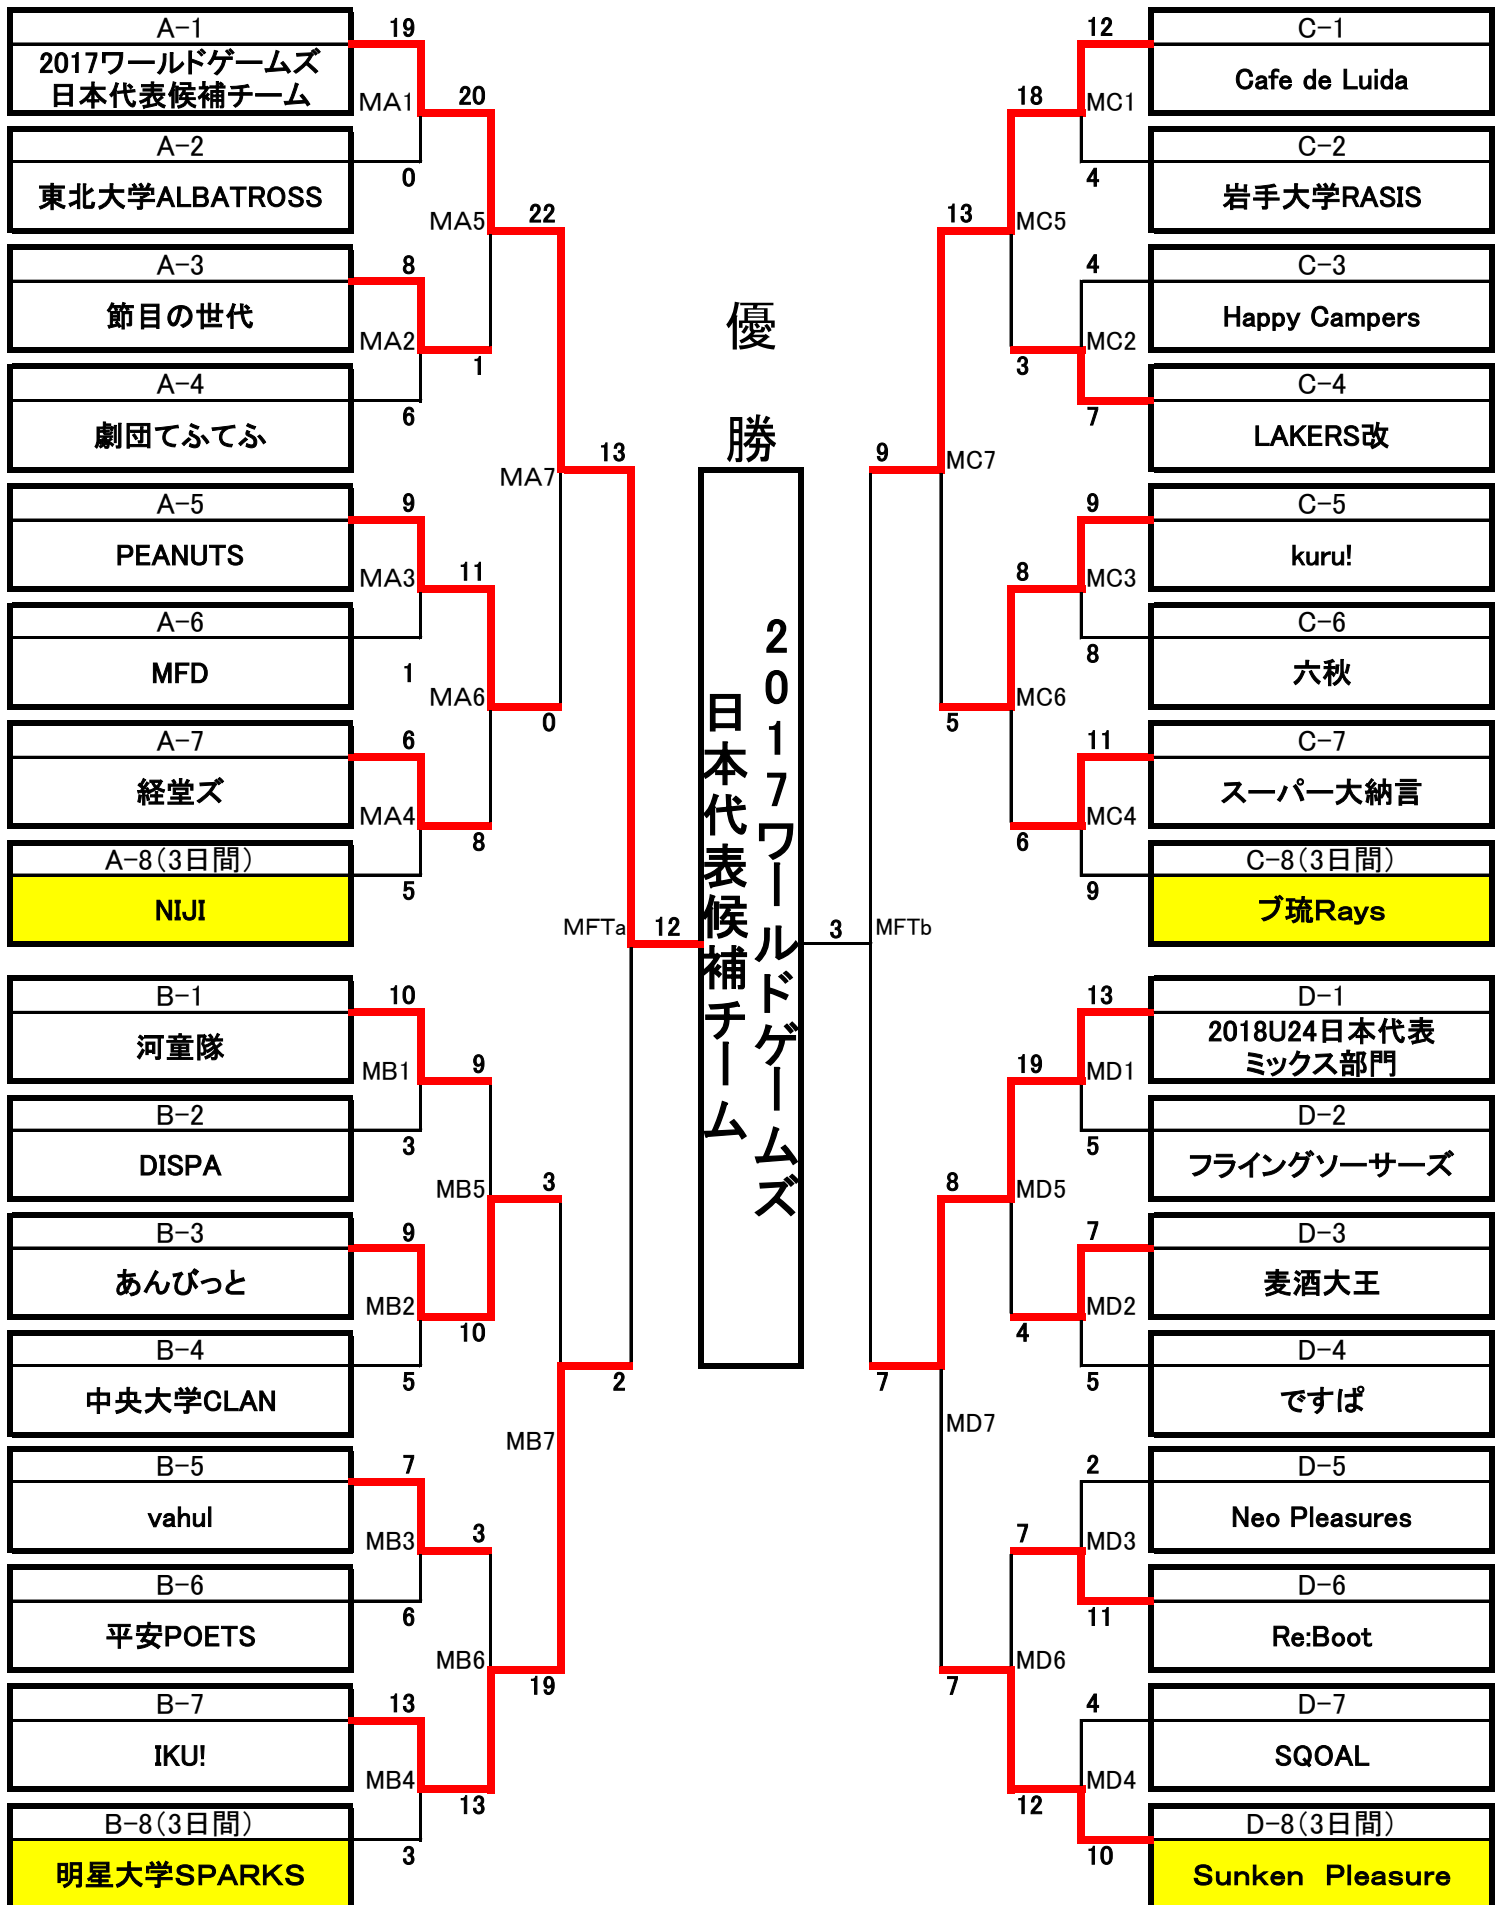 A-1
2017ワールドゲームズ
日本代表候補チーム
19
MA1
20
A-2
東北大学ALBATROSS
0
MA5
22
A-3
節目の世代
8
MA2
1
A-4
劇団てふてふ
6
MA7
13
A-5
PEANUTS
9
MA3
11
A-6
MFD
1
MA6
0
A-7
経堂ズ
6
MA4
8
A-8(3日間)
NIJI
5
MFTa
12
B-1
河童隊
10
MB1
9
B-2
DISPA
3
MB5
3
B-3
あんびっと
9
MB2
10
B-4
中央大学CLAN
5
2
MB7
B-5
vahul
7
MB3
3
B-6
平安POETS
6
MB6
19
B-7
IKU!
13
MB4
13
B-8(3日間)
明星大学SPARKS
3
優勝
2017ワールドゲームズ
日本代表候補チーム
12
C-1
Cafe de Luida
18
MC1
C-2
岩手大学RASIS
4
13
MC5
4
C-3
Happy Campers
MC2
3
C-4
LAKERS改
7
9
MC7
9
C-5
kuru!
8
MC3
C-6
六秋
8
5
MC6
11
C-7
スーパー大納言
6
MC4
C-8(3日間)
ブ琉Rays
9
3
MFTb
13
D-1
2018U24日本代表
ミックス部門
19
MD1
D-2
フライングソーサーズ
5
8
MD5
7
D-3
麦酒大王
MD2
4
D-4
ですぱ
5
7
MD7
2
D-5
Neo Pleasures
7
MD3
D-6
Re:Boot
11
MD6
7
4
D-7
SQOAL
MD4
12
D-8(3日間)
Sunken Pleasure
10